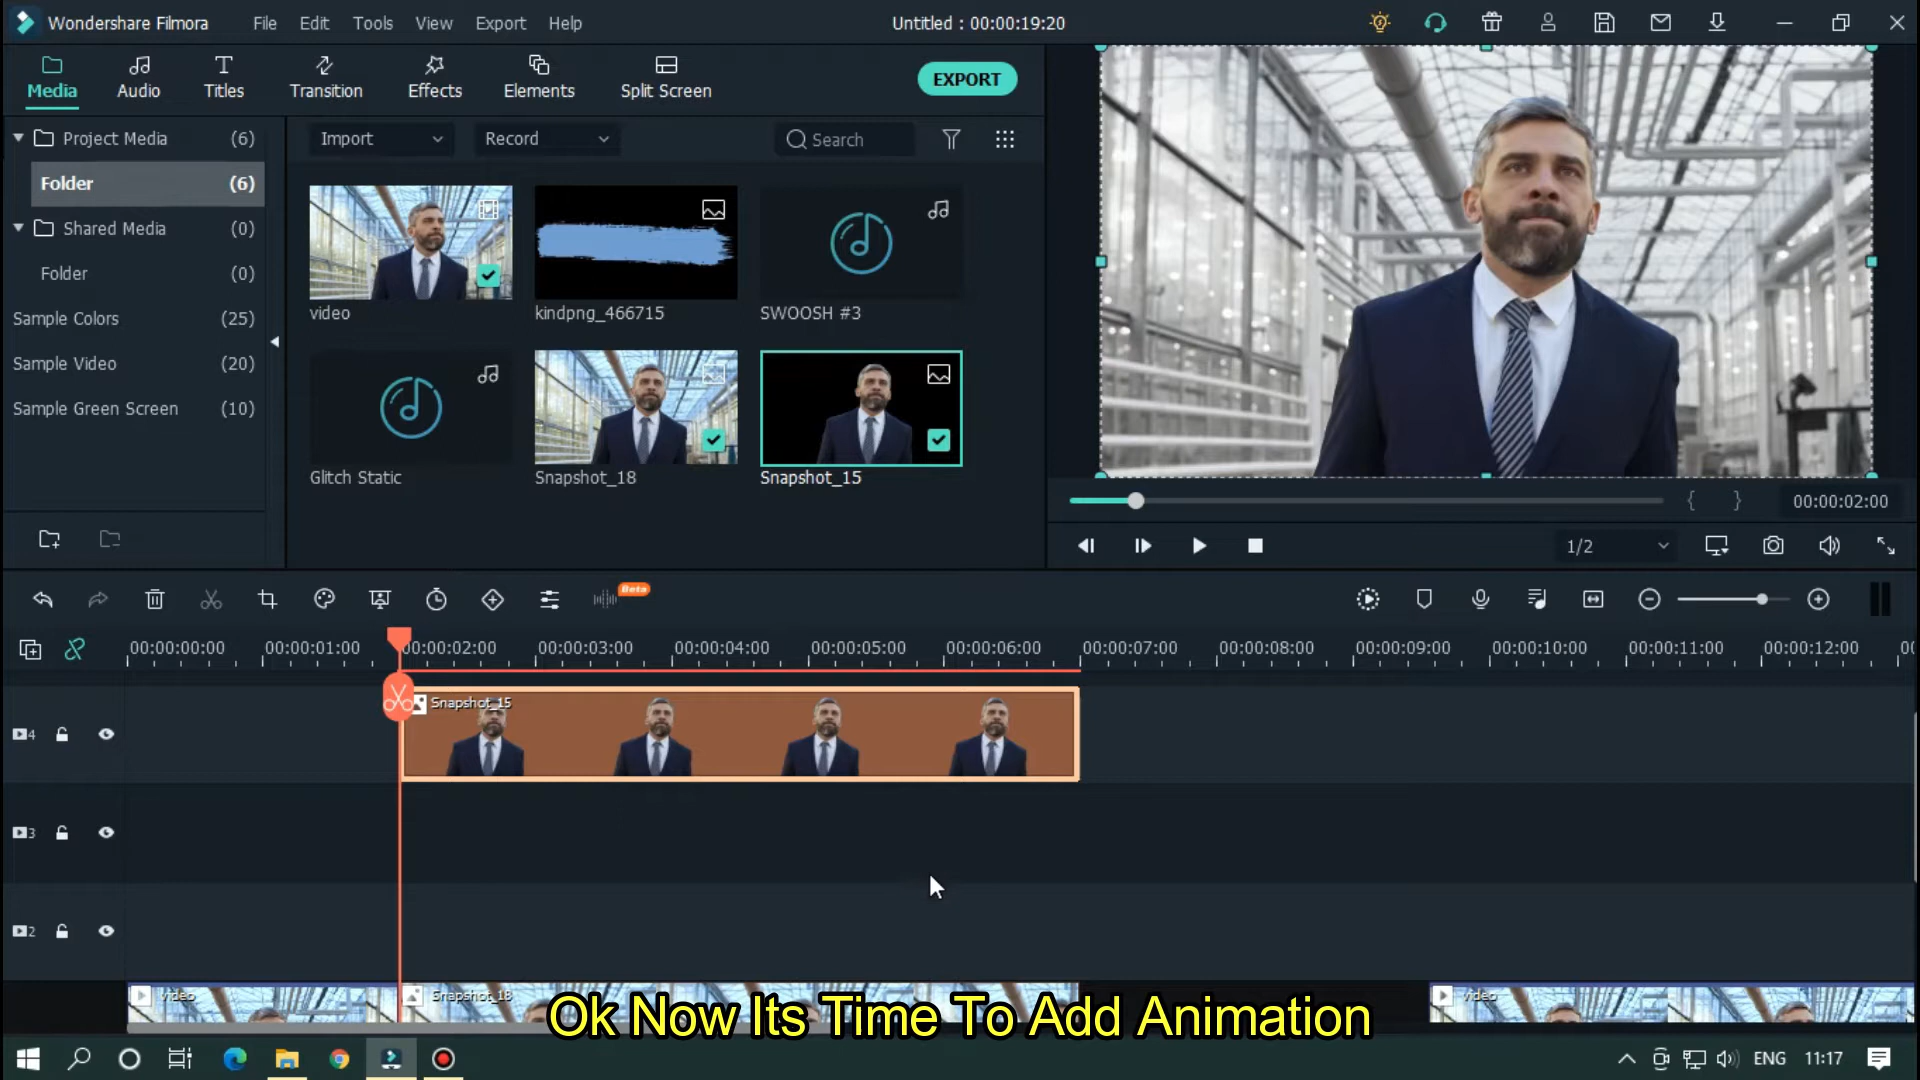 Wondershare Filmora
File Edit Tools View Export Help
Untitled : 00:00:19:20
Media Audio Titles Transition Effects Elements Split Screen
EXPORT
Project Media (6)
Folder (6)
Shared Media (0)
Folder (0)
Sample Colors (25)
Sample Video (20)
Sample Green Screen (10)
Import Record Search
video kindpng_466715 SWOOSH #3
Glitch Static Snapshot_18 Snapshot_15
{ } 00:00:02:00
1/2
Beta
00:00:00:00 00:00:01:00 00:00:02:00 00:00:03:00 00:00:04:00 00:00:05:00 00:00:06:00 00:00:07:00 00:00:08:00 00:00:09:00 00:00:10:00 00:00:11:00 00:00:12:00 00
Snapshot_15
4
3
2
video Snapshot_18 video
Ok Now Its Time To Add Animation
ENG 11:17